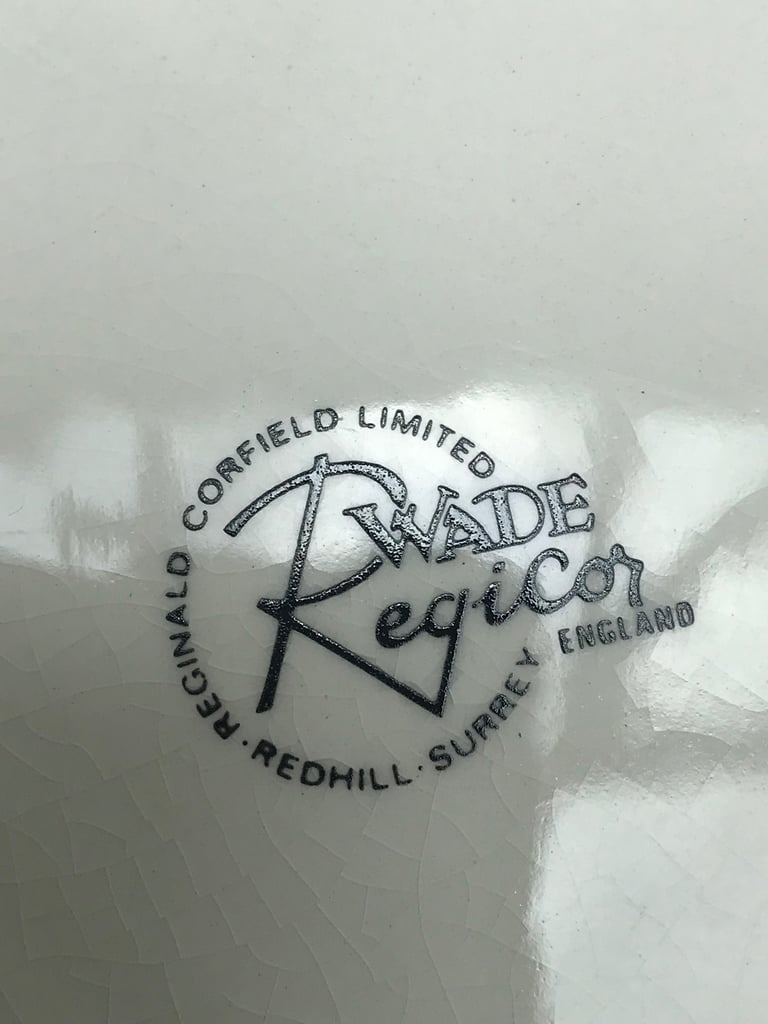 REGINALD CORFIELD LIMITED
WADE
RegiCor
ENGLAND
·REDHILL·SURREY